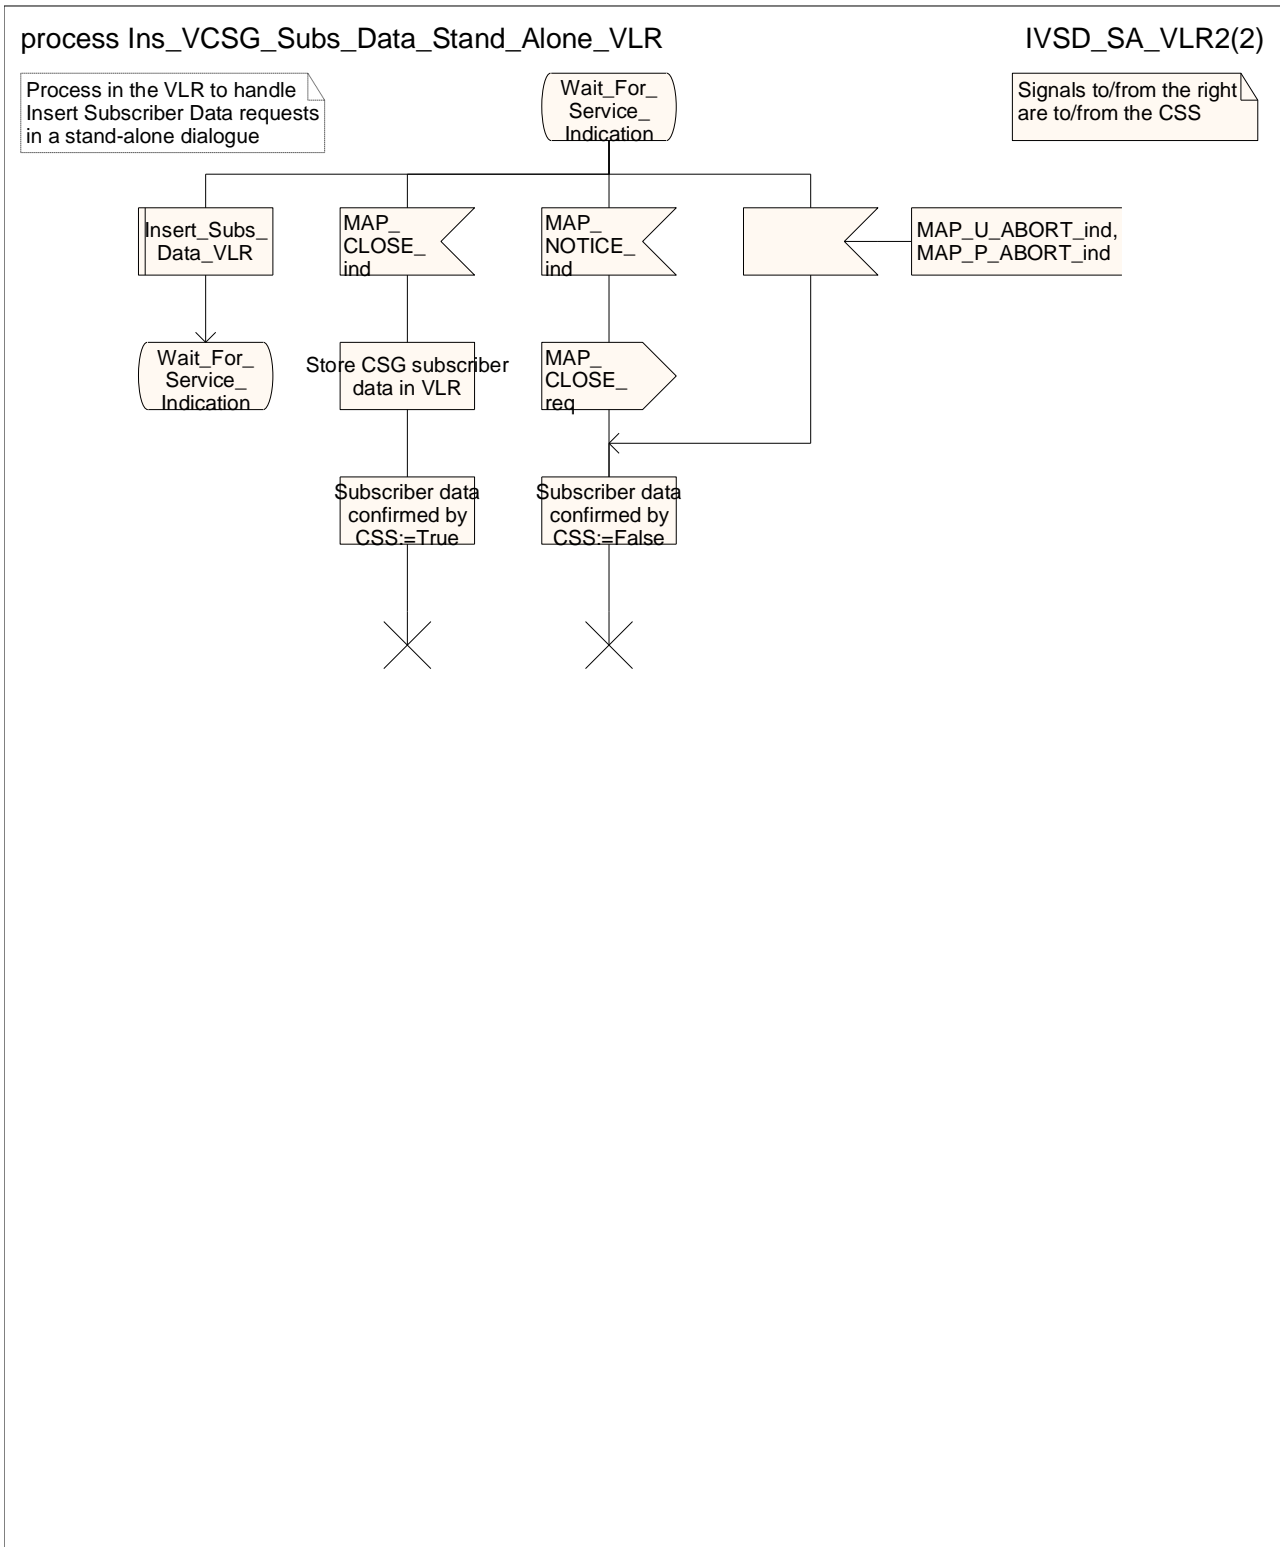 process Ins_VCSG_Subs_Data_Stand_Alone_VLR
IVSD_SA_VLR2(2)
Process in the VLR to handle
Insert Subscriber Data requests
in a stand-alone dialogue
Wait_For_
Service_
Indication
Signals to/from the right
are to/from the CSS
Insert_Subs_
Data_VLR
MAP_
CLOSE_
ind
MAP_
NOTICE_
ind
MAP_U_ABORT_ind,
MAP_P_ABORT_ind
Wait_For_
Service_
Indication
Store CSG subscriber
data in VLR
MAP_
CLOSE_
req
Subscriber data
confirmed by
CSS:=True
Subscriber data
confirmed by
CSS:=False